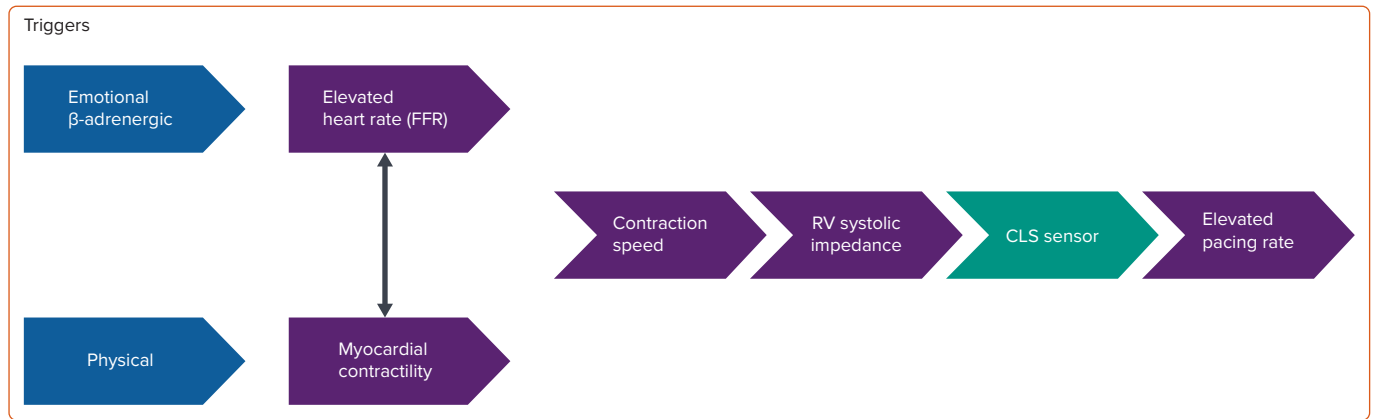 Triggers
Emotional
β-adrenergic
Elevated
heart rate (FFR)
Contraction
speed
RV systolic
impedance
CLS sensor
Elevated
pacing rate
Physical
Myocardial
contractility